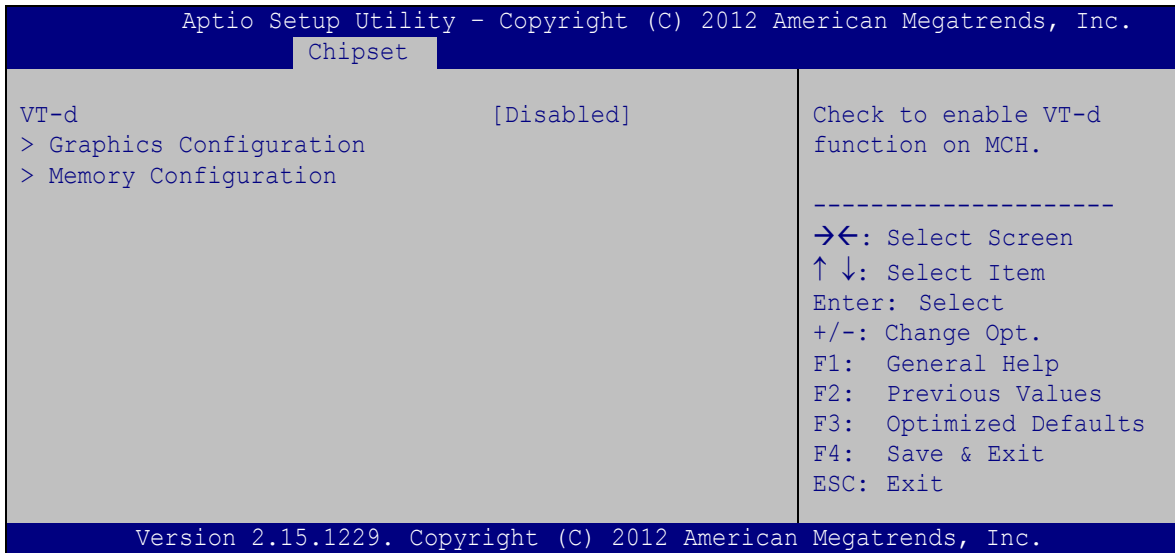 Aptio Setup Utility – Copyright (C) 2012 American Megatrends, Inc.
Chipset
VT-d [Disabled]
> Graphics Configuration
> Memory Configuration
Check to enable VT-d
function on MCH.
---------------------
→←: Select Screen
↑ ↓: Select Item
Enter: Select
+/-: Change Opt.
F1: General Help
F2: Previous Values
F3: Optimized Defaults
F4: Save & Exit
ESC: Exit
Version 2.15.1229. Copyright (C) 2012 American Megatrends, Inc.